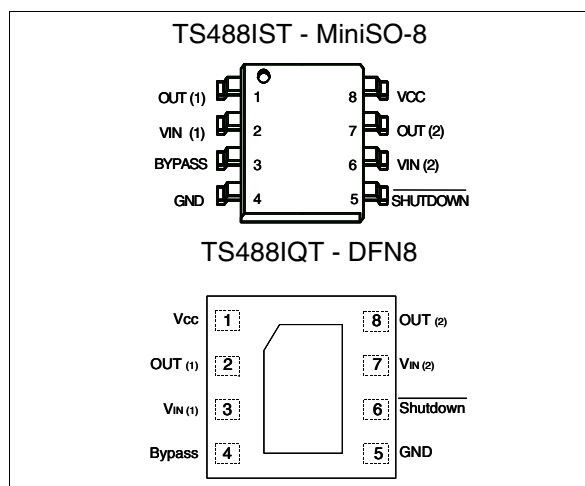 TS488IST - MiniSO-8
OUT (1) 1 8 VCC
VIN (1) 2 7 OUT (2)
BYPASS 3 6 VIN (2)
GND 4 5 SHUTDOWN
TS488IQT - DFN8
Vcc 1 8 OUT (2)
OUT (1) 2 7 VIN (2)
VIN (1) 3 6 Shutdown
Bypass 4 5 GND